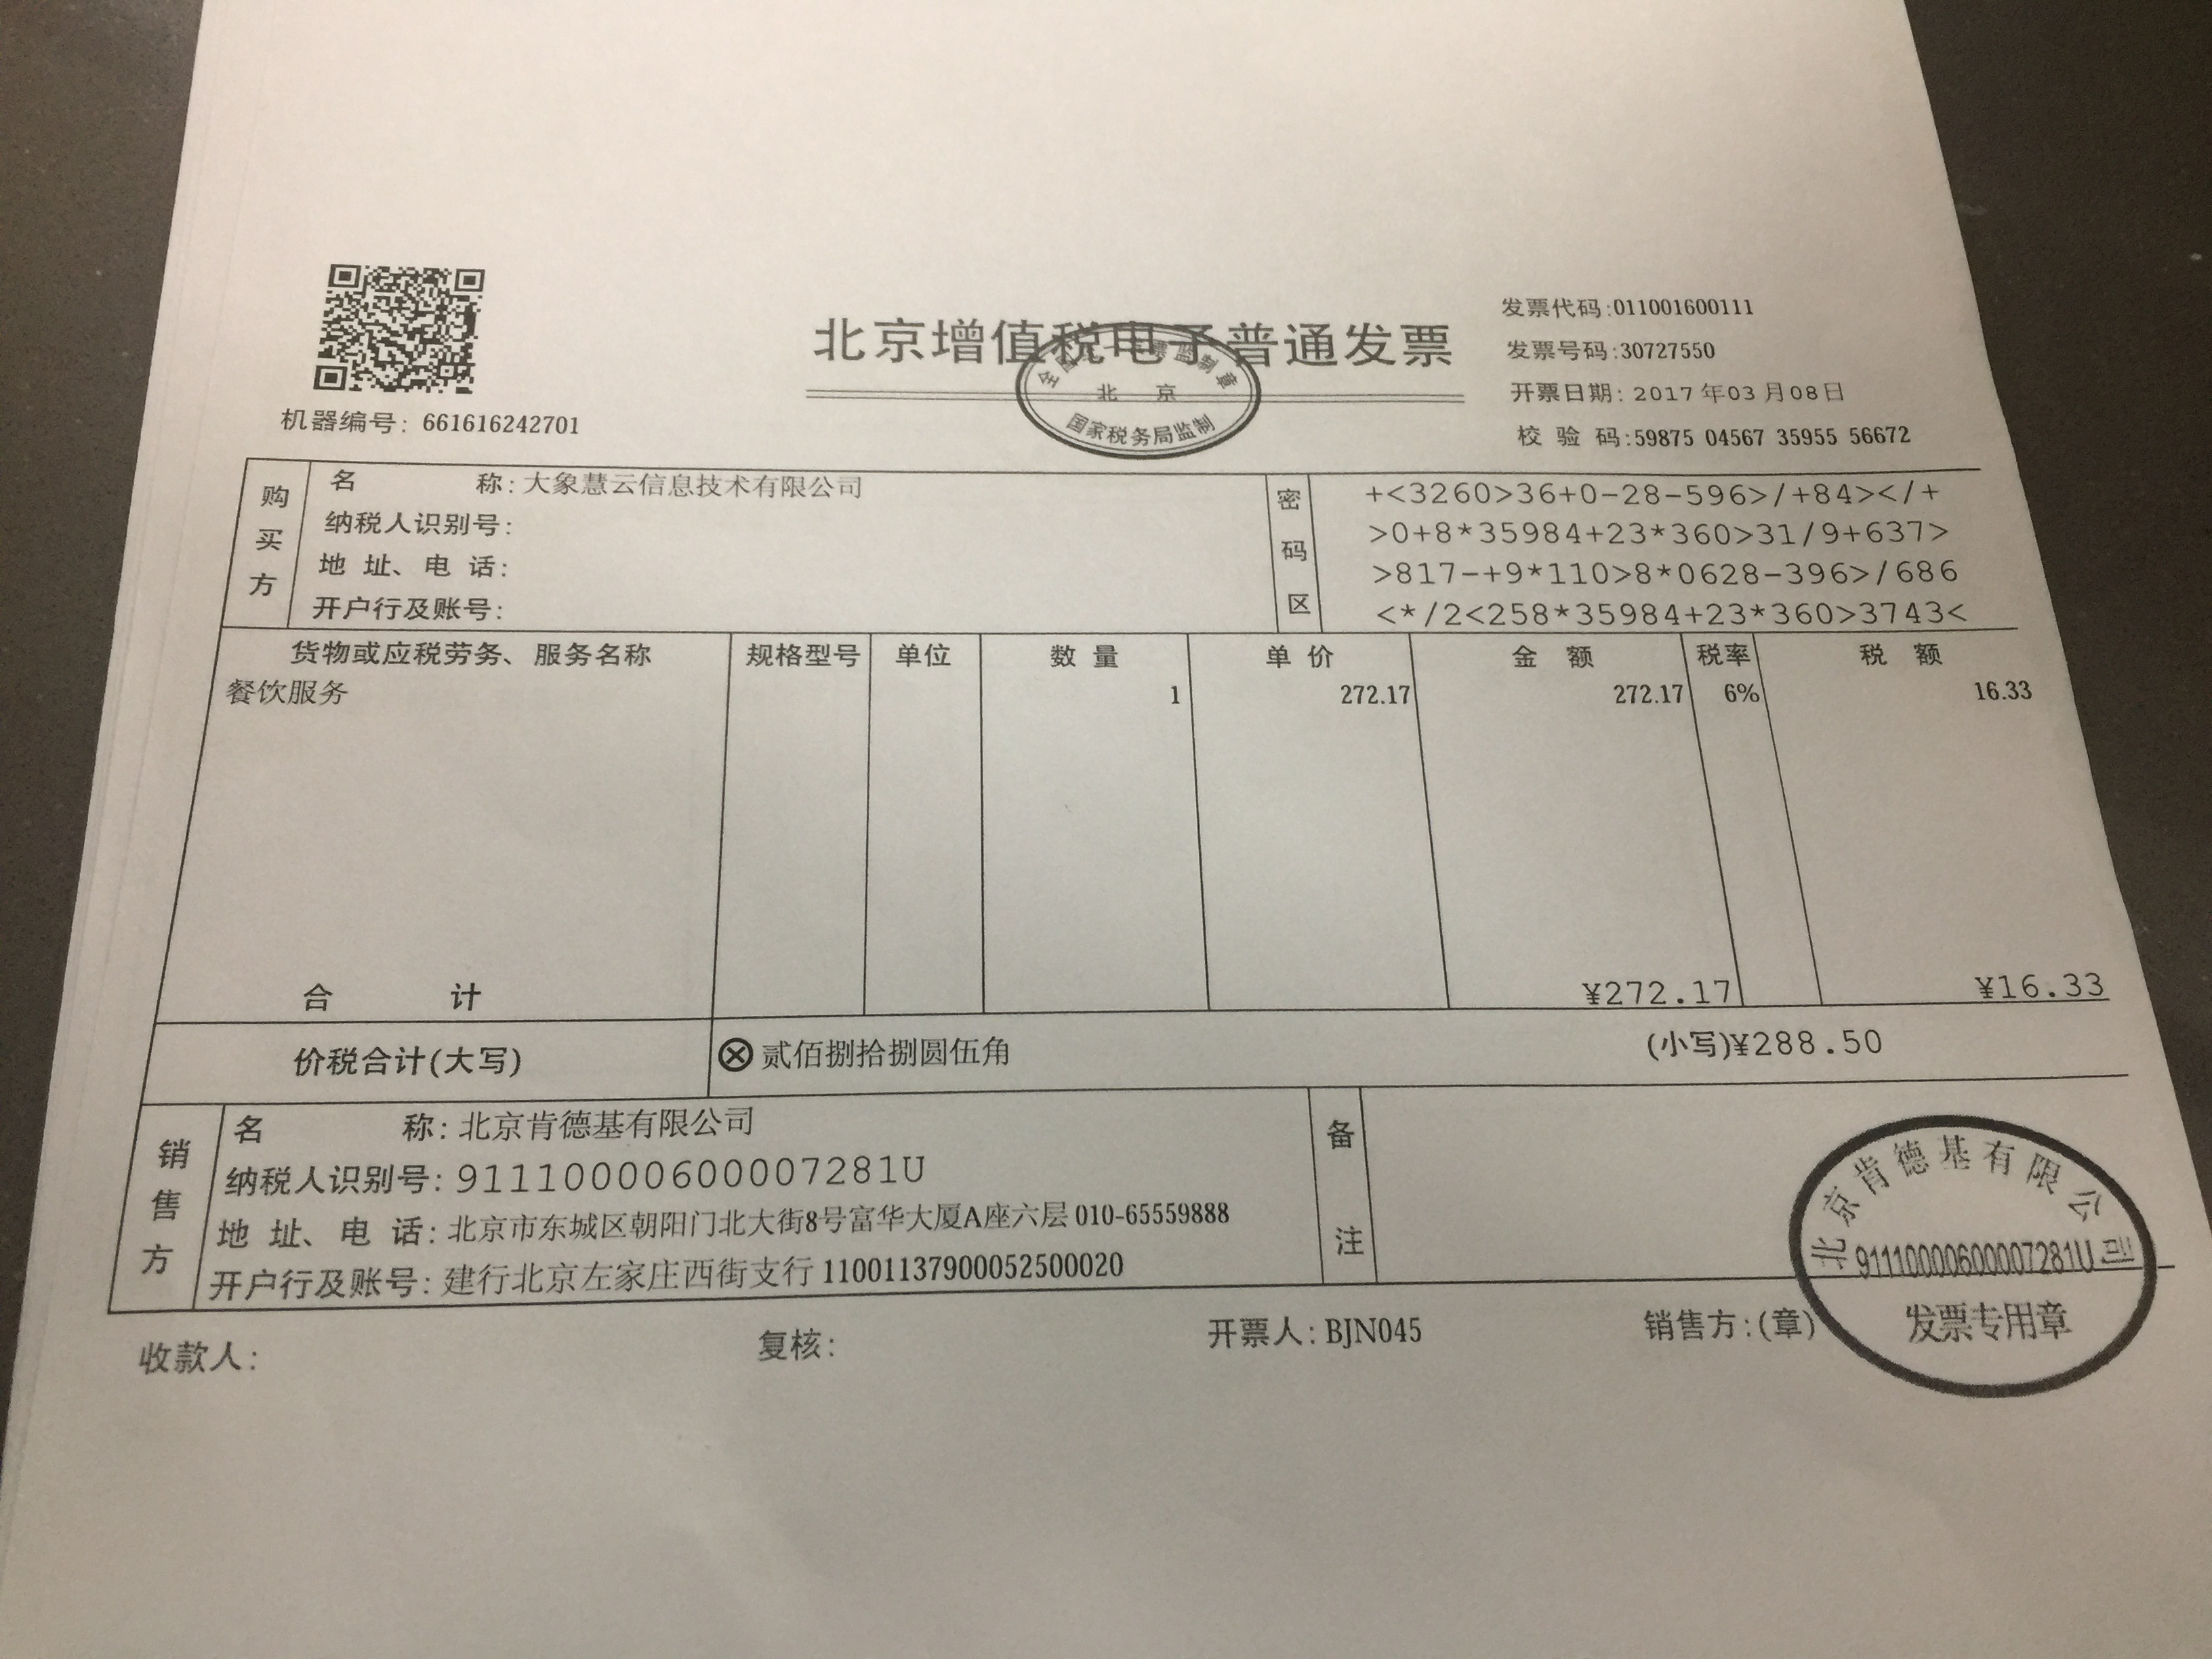 发票代码:011001600111
北京增值税电子普通发票
发票号码:30727550
开票日期: 2017年03月08日
机器编号: 661616242701
校 验 码:59875 04567 35955 56672
北 京
国家税务局监制
购买方
名 称: 大象慧云信息技术有限公司
纳税人识别号:
地 址、电 话:
开户行及账号:
密码区
+<3260>36+0-28-596>/+84></+
>0+8*35984+23*360>31/9+637>
>817-+9*110>8*0628-396>/686
<*/2<258*35984+23*360>3743<
货物或应税劳务、服务名称 规格型号 单位 数 量 单 价 金 额 税率 税 额
餐饮服务 1 272.17 272.17 6% 16.33
合 计 ¥272.17 ¥16.33
价税合计(大写) ⊗贰佰捌拾捌圆伍角 (小写)¥288.50
销售方
名 称: 北京肯德基有限公司
纳税人识别号: 91110000600007281U
地 址、电 话: 北京市东城区朝阳门北大街8号富华大厦A座六层 010-65559888
开户行及账号: 建行北京左家庄西街支行 11001137900052500020
备注
北京肯德基有限公司
91110000600007281U
发票专用章
收款人: 复核: 开票人: BJN045 销售方:(章)